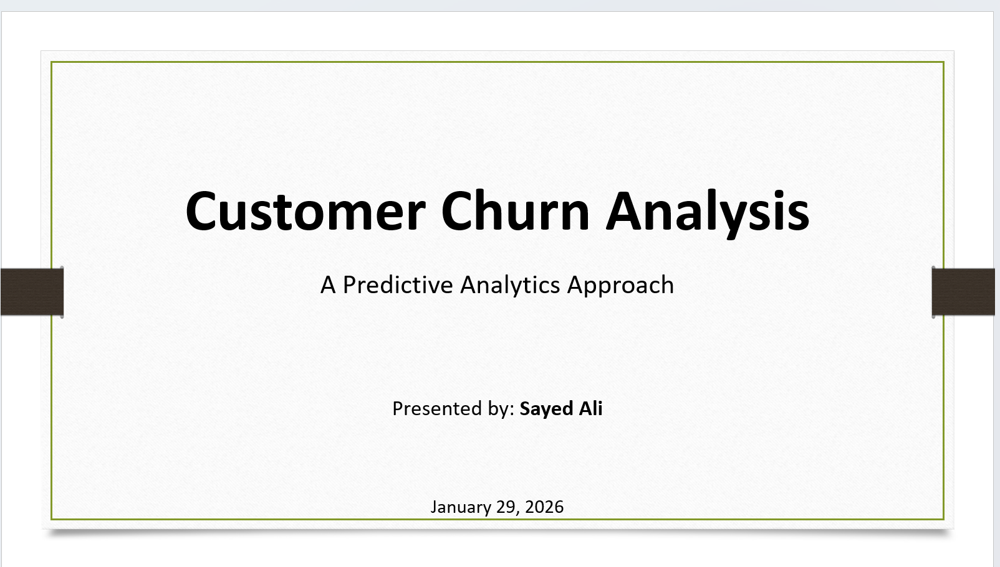 Customer Churn Analysis
A Predictive Analytics Approach
Presented by: Sayed Ali
January 29, 2026